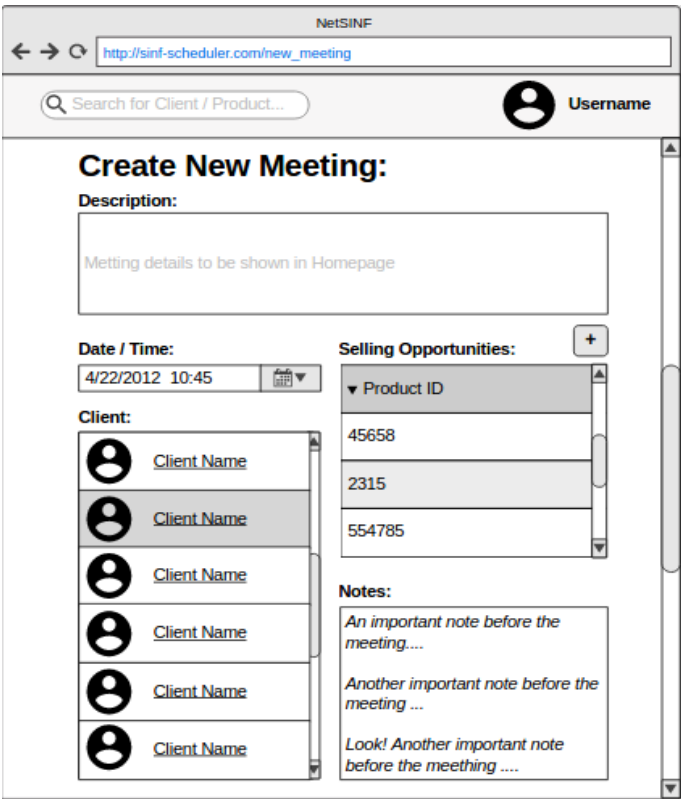 NetSINF
http://sinf-scheduler.com/new_meeting
Search for Client / Product...
Username
Create New Meeting:
Description:
Metting details to be shown in Homepage
Date / Time:
4/22/2012 10:45
Client:
Client Name
Client Name
Client Name
Client Name
Client Name
Client Name
Selling Opportunities:
+
▼ Product ID
45658
2315
554785
Notes:
An important note before the
meeting....
Another important note before the
meeting ...
Look! Another important note
before the meething ....